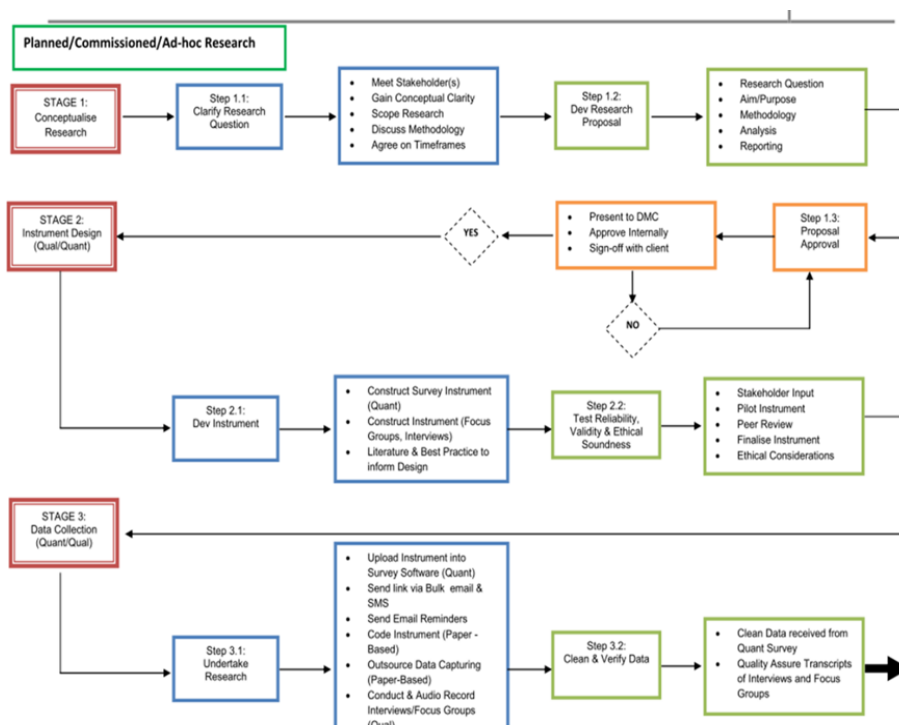 Planned/Commissioned/Ad-hoc Research
STAGE 1:
Conceptualise
Research
Step 1.1:
Clarify Research
Question
• Meet Stakeholder(s)
• Gain Conceptual Clarity
• Scope Research
• Discuss Methodology
• Agree on Timeframes
Step 1.2:
Dev Research
Proposal
• Research Question
• Aim/Purpose
• Methodology
• Analysis
• Reporting
STAGE 2:
Instrument Design
(Qual/Quant)
YES
• Present to DMC
• Approve Internally
• Sign-off with client
Step 1.3:
Proposal
Approval
NO
Step 2.1:
Dev Instrument
• Construct Survey Instrument
(Quant)
• Construct Instrument (Focus
Groups, Interviews)
• Literature & Best Practice to
inform Design
Step 2.2:
Test Reliability,
Validity & Ethical
Soundness
• Stakeholder Input
• Pilot Instrument
• Peer Review
• Finalise Instrument
• Ethical Considerations
STAGE 3:
Data Collection
(Quant/Qual)
Step 3.1:
Undertake
Research
• Upload Instrument into
Survey Software (Quant)
• Send link via Bulk email &
SMS
• Send Email Reminders
• Code Instrument (Paper -
Based)
• Outsource Data Capturing
(Paper-Based)
• Conduct & Audio Record
Interviews/Focus Groups
(Qual)
Step 3.2:
Clean & Verify Data
• Clean Data received from
Quant Survey
• Quality Assure Transcripts
of Interviews and Focus
Groups